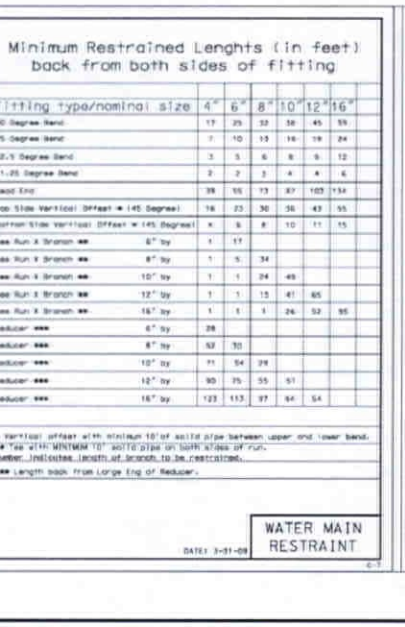 Minimum Restrained Lenghts (in feet)
back from both sides of fitting
itting type/nominal size 4" 6" 8" 10" 12" 16"
0 Degree Bend 17 25 32 38 45 59
5 Degree Bend 7 10 13 16 19 24
2.5 Degree Bend 3 5 6 8 9 12
1.25 Degree Bend 2 2 3 4 4 6
ead End 39 55 73 87 103 134
op Side Vertical Offset * (45 Degree) 16 23 30 36 43 55
ottom Side Vertical Offset * (45 Degree) 6 8 10 11 15
ee Run X Branch ** 6" by 1 17
ee Run X Branch ** 8" by 1 5 34
ee Run X Branch ** 10" by 1 1 24 49
ee Run X Branch ** 12" by 1 1 13 41 65
ee Run X Branch ** 16" by 1 1 1 26 52 95
educer *** 6" by 28
educer *** 8" by 52 30
educer *** 10" by 71 54 29
educer *** 12" by 90 75 55
educer *** 16" by 123 113 97 54
Vertical offset with minimum 10' of solid pipe between upper and lower bend.
* Tee with MINIMUM 10' solid pipe on both sides of run.
umber indicates length of branch to be restrained.
** Length back from Large End of Reducer.
WATER MAIN
DATE: 3-31-09 RESTRAINT